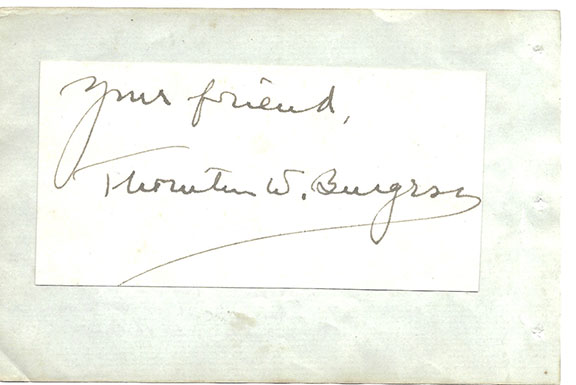 Your friend,
Thornton W. Burgess